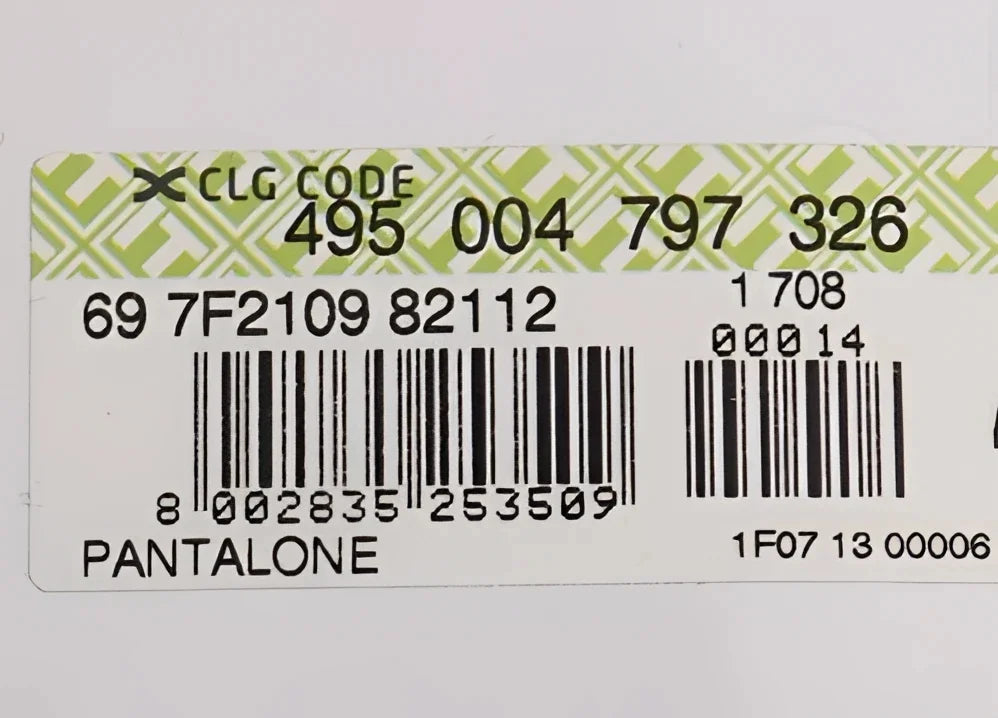 CLG CODE
495 004 797 326
69 7F2109 82112
1 708
00014
8 002835 253509
PANTALONE
1F07 13 00006